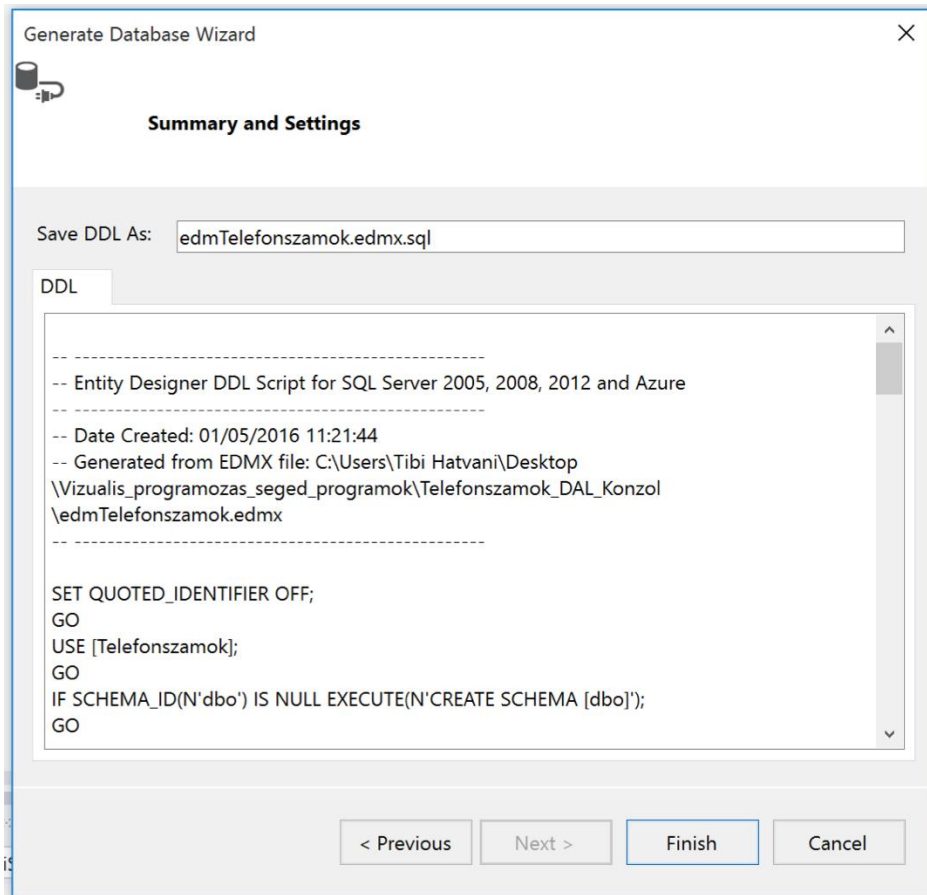 Generate Database Wizard
Summary and Settings
Save DDL As: edmTelefonszamok.edmx.sql
DDL
-- --------------------------------------------------
-- Entity Designer DDL Script for SQL Server 2005, 2008, 2012 and Azure
-- --------------------------------------------------
-- Date Created: 01/05/2016 11:21:44
-- Generated from EDMX file: C:\Users\Tibi Hatvani\Desktop
\Vizualis_programozas_seged_programok\Telefonszamok_DAL_Konzol
\edmTelefonszamok.edmx
-- --------------------------------------------------
SET QUOTED_IDENTIFIER OFF;
GO
USE [Telefonszamok];
GO
IF SCHEMA_ID(N'dbo') IS NULL EXECUTE(N'CREATE SCHEMA [dbo]');
GO
< Previous Next > Finish Cancel